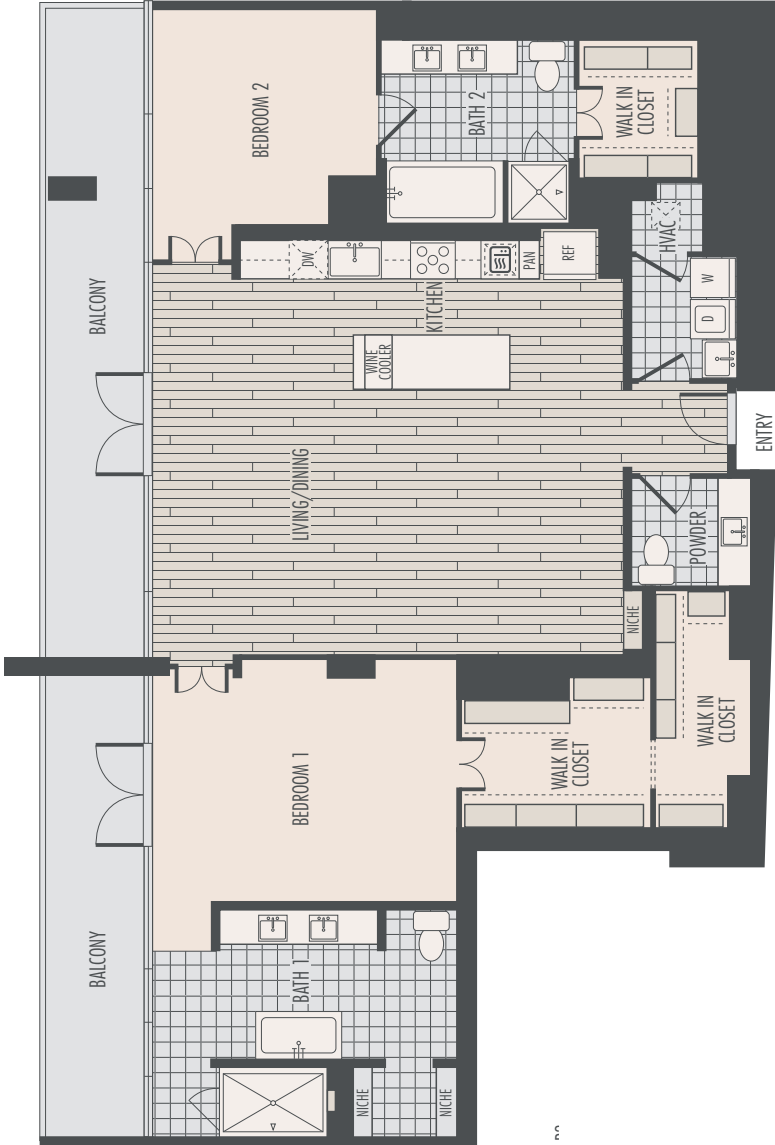 BEDROOM 2
BATH 2
WALK IN
CLOSET
BALCONY
DW
PAN
REF
HVAC
W
D
KITCHEN
WINE
COOLER
LIVING/DINING
ENTRY
POWDER
NICHE
WALK IN
CLOSET
WALK IN
CLOSET
BEDROOM 1
BALCONY
BATH 1
NICHE
NICHE